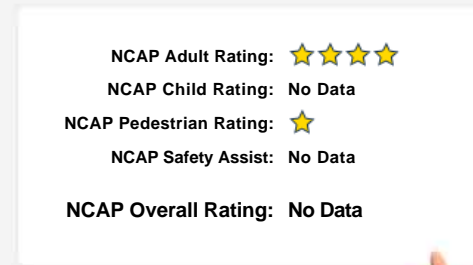 NCAP Adult Rating:
NCAP Child Rating: No Data
NCAP Pedestrian Rating:
NCAP Safety Assist: No Data
NCAP Overall Rating: No Data